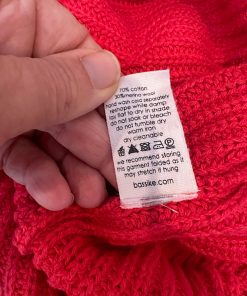 70% cotton
30% merino wool
hand wash cold separately
reshape while damp
flat to dry in shade
do not soak or bleach
do not tumble dry
warm iron
dry cleanable
we recommend storing
this garment folded as it
may stretch if hung
bassike.com